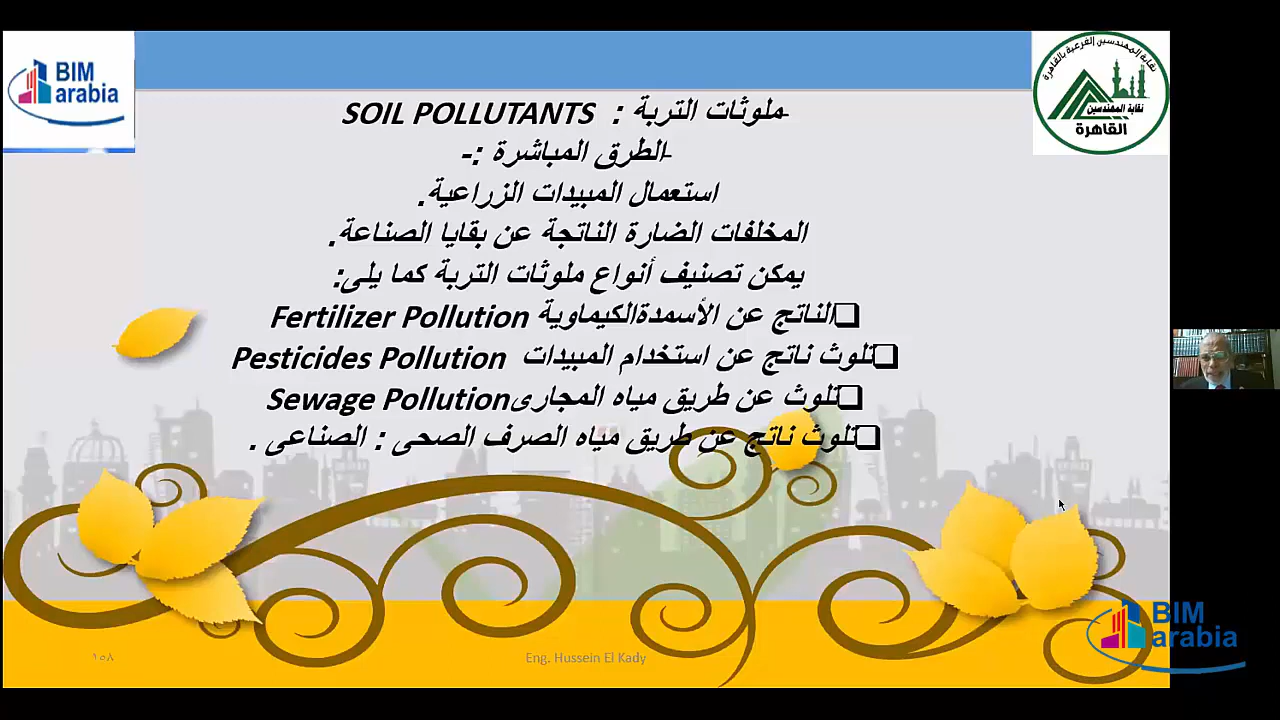 BIM
arabia
نقابة المهندسين الفرعية بالقاهرة
نقابة المهندسين
القاهرة
-ملوثات التربة : SOIL POLLUTANTS
-الطرق المباشرة :-
استعمال المبيدات الزراعية.
المخلفات الضارة الناتجة عن بقايا الصناعة.
يمكن تصنيف أنواع ملوثات التربة كما يلى:
❑الناتج عن الأسمدةالكيماوية Fertilizer Pollution
❑تلوث ناتج عن استخدام المبيدات Pesticides Pollution
❑تلوث عن طريق مياه المجارىSewage Pollution
❑تلوث ناتج عن طريق مياه الصرف الصحى : الصناعى .
١٥٨
Eng. Hussein El Kady
BIM
arabia